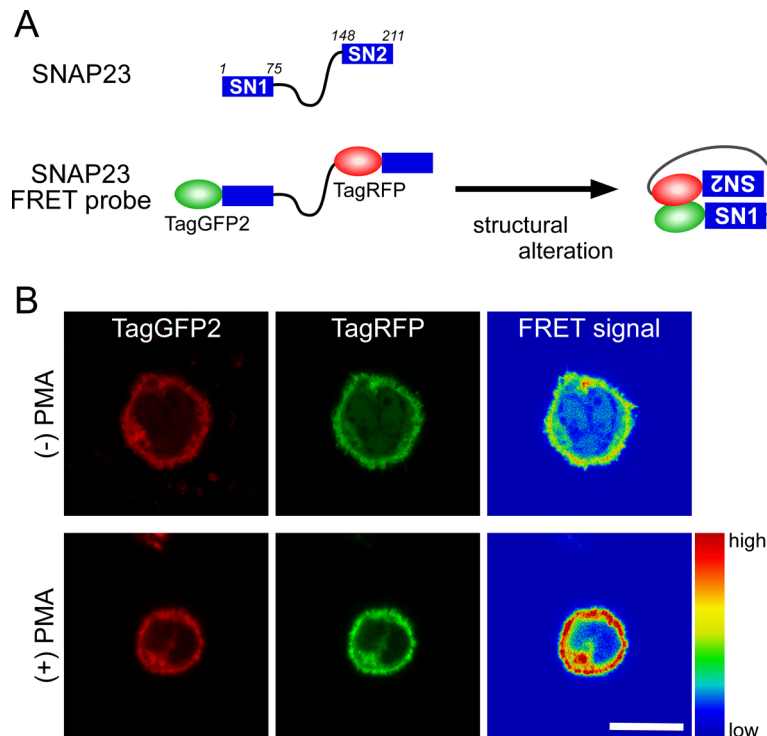 A
SNAP23
1 75 148 211
SN1 SN2
SNAP23
FRET probe
TagGFP2
TagRFP
structural
alteration
SN2
SN1
B
TagGFP2 TagRFP FRET signal
(-) PMA
(+) PMA
high
low